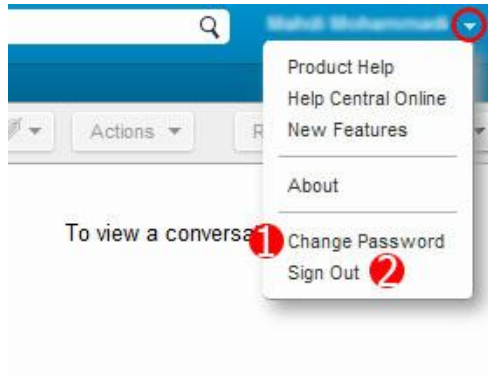 Product Help
Help Central Online
New Features
Actions
R
About
To view a conversa
1 Change Password
Sign Out 2